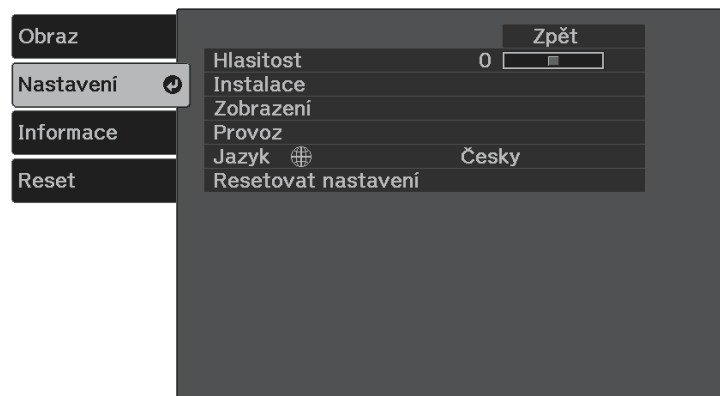 Obraz
Nastavení
Informace
Reset
Zpět
Hlasitost 0
Instalace
Zobrazení
Provoz
Jazyk Česky
Resetovat nastavení